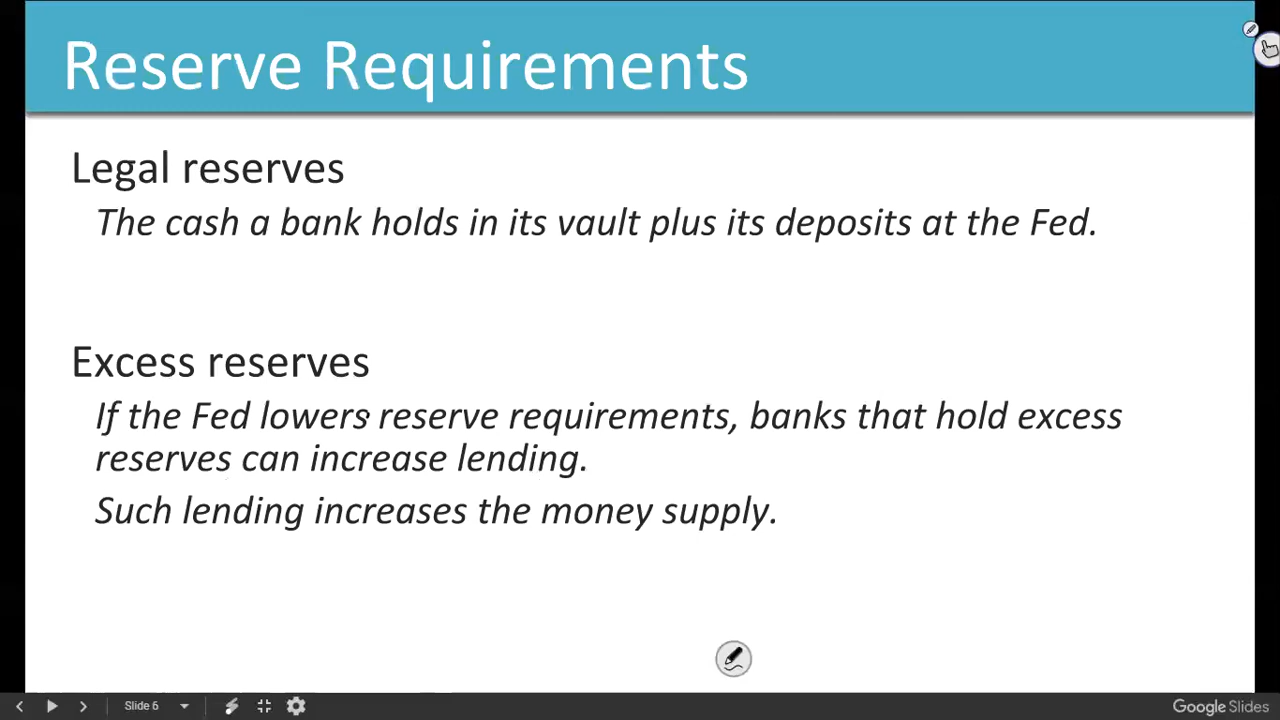 Reserve Requirements
Legal reserves
The cash a bank holds in its vault plus its deposits at the Fed.
Excess reserves
If the Fed lowers reserve requirements, banks that hold excess
reserves can increase lending.
Such lending increases the money supply.
Slide 6
Google Slides